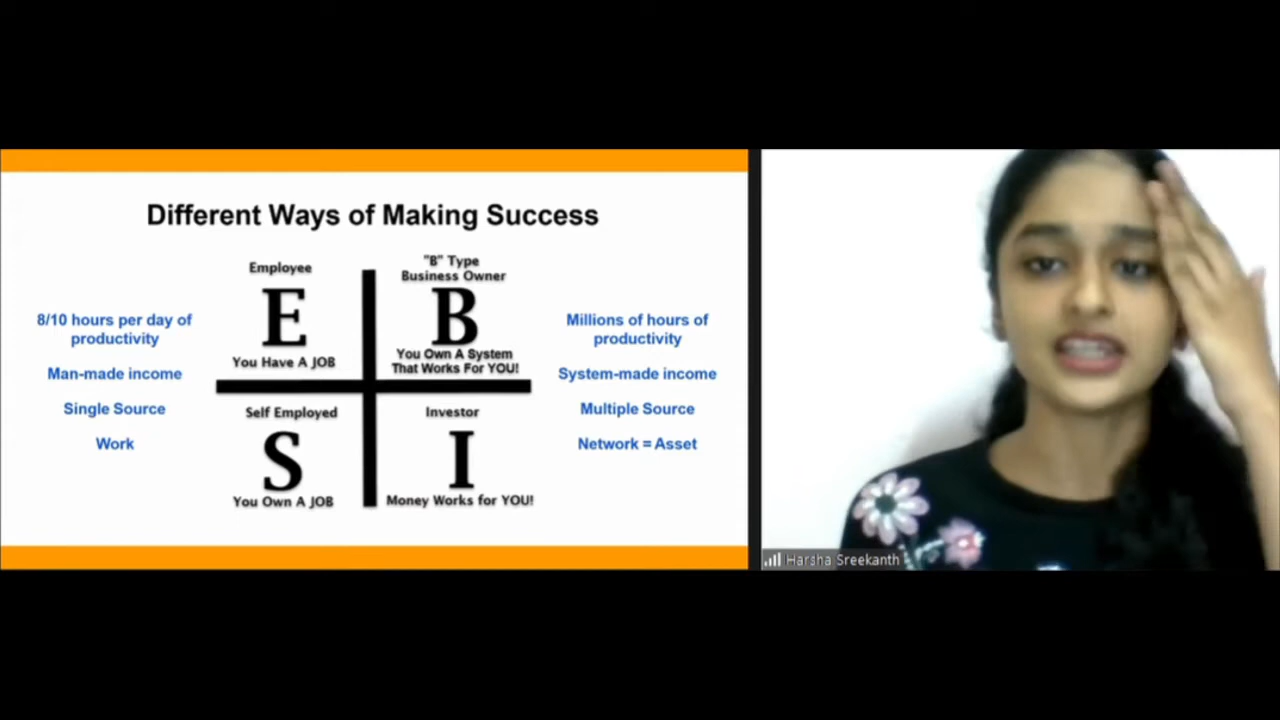 Different Ways of Making Success
8/10 hours per day of
productivity
Man-made income
Single Source
Work
Employee
E
You Have A JOB
"B" Type
Business Owner
B
You Own A System
That Works For YOU!
Self Employed
S
You Own A JOB
Investor
I
Money Works for YOU!
Millions of hours of
productivity
System-made income
Multiple Source
Network = Asset
Harsha Sreekanth